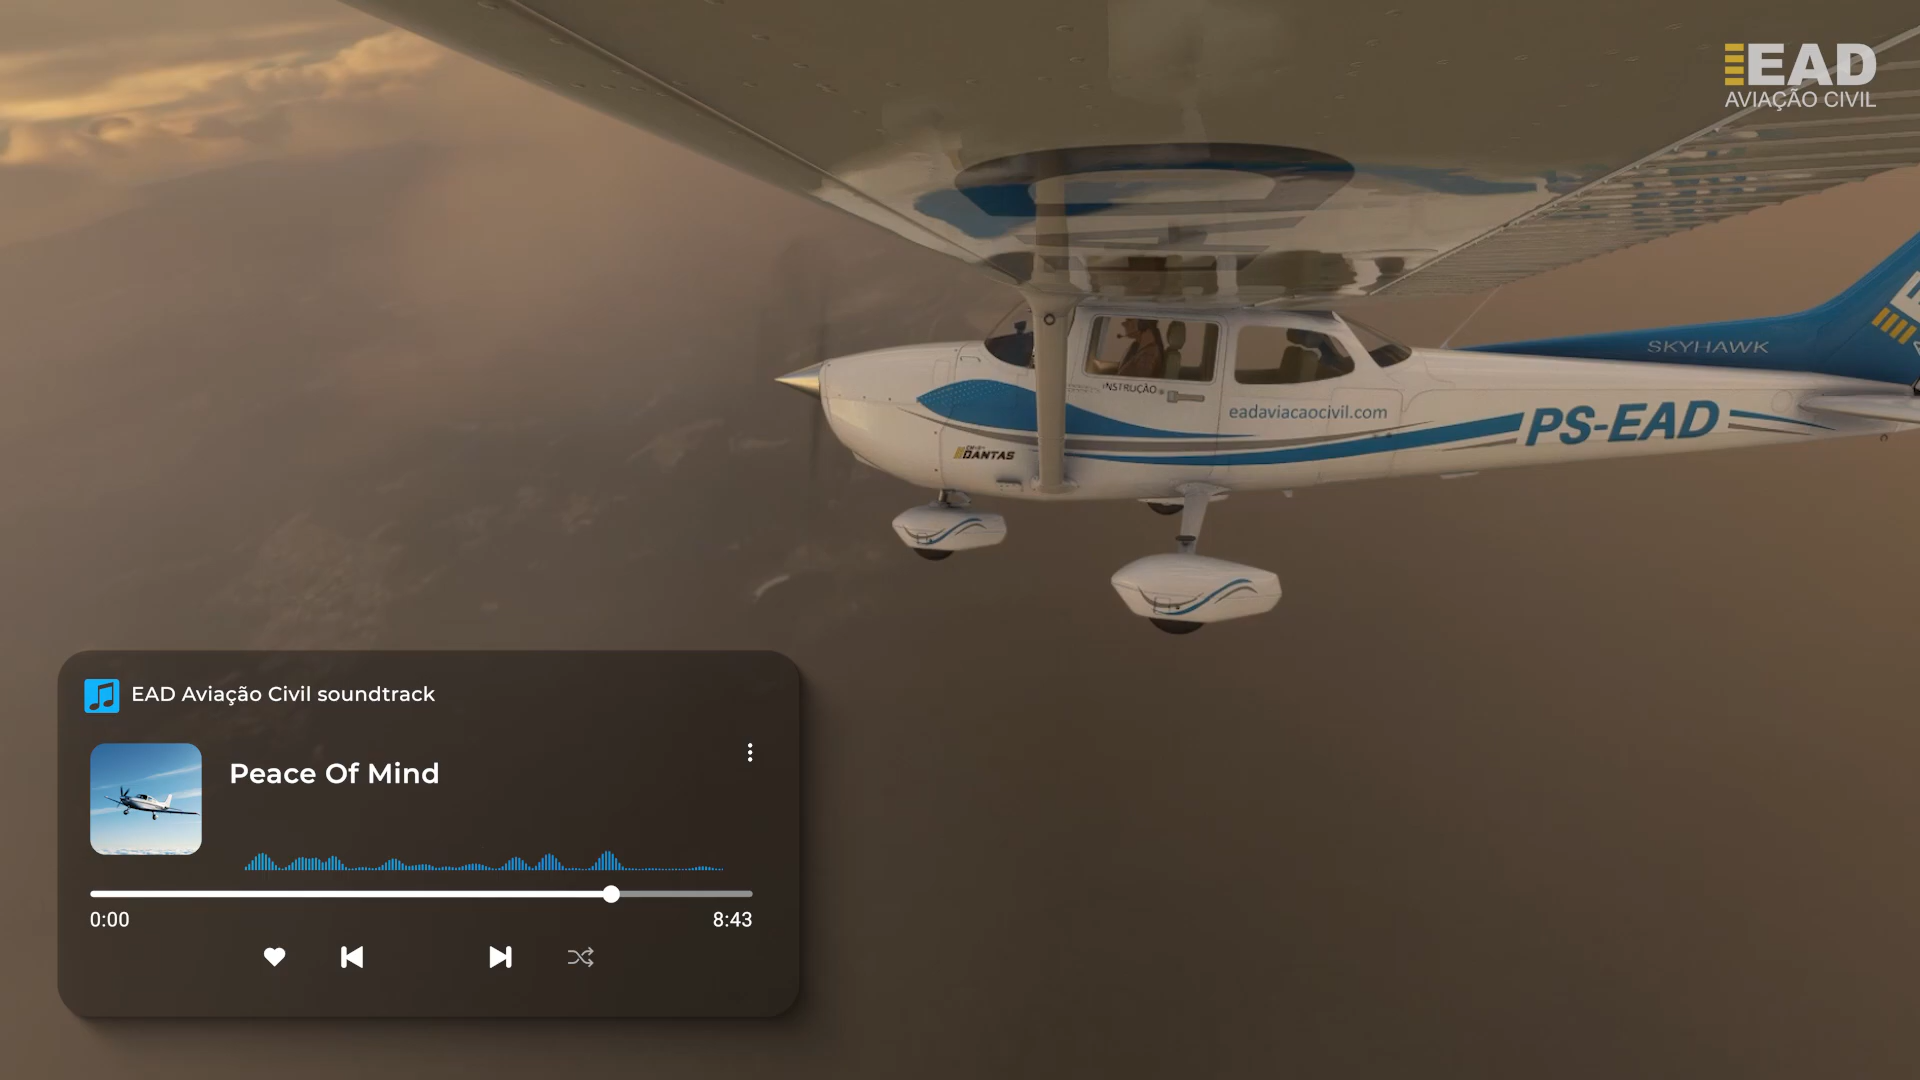 EAD
AVIAÇÃO CIVIL
SKYHAWK
INSTRUÇÃO
eadaviacaocivil.com
PS-EAD
DANTAS
EAD Aviação Civil soundtrack
Peace Of Mind
0:00
8:43